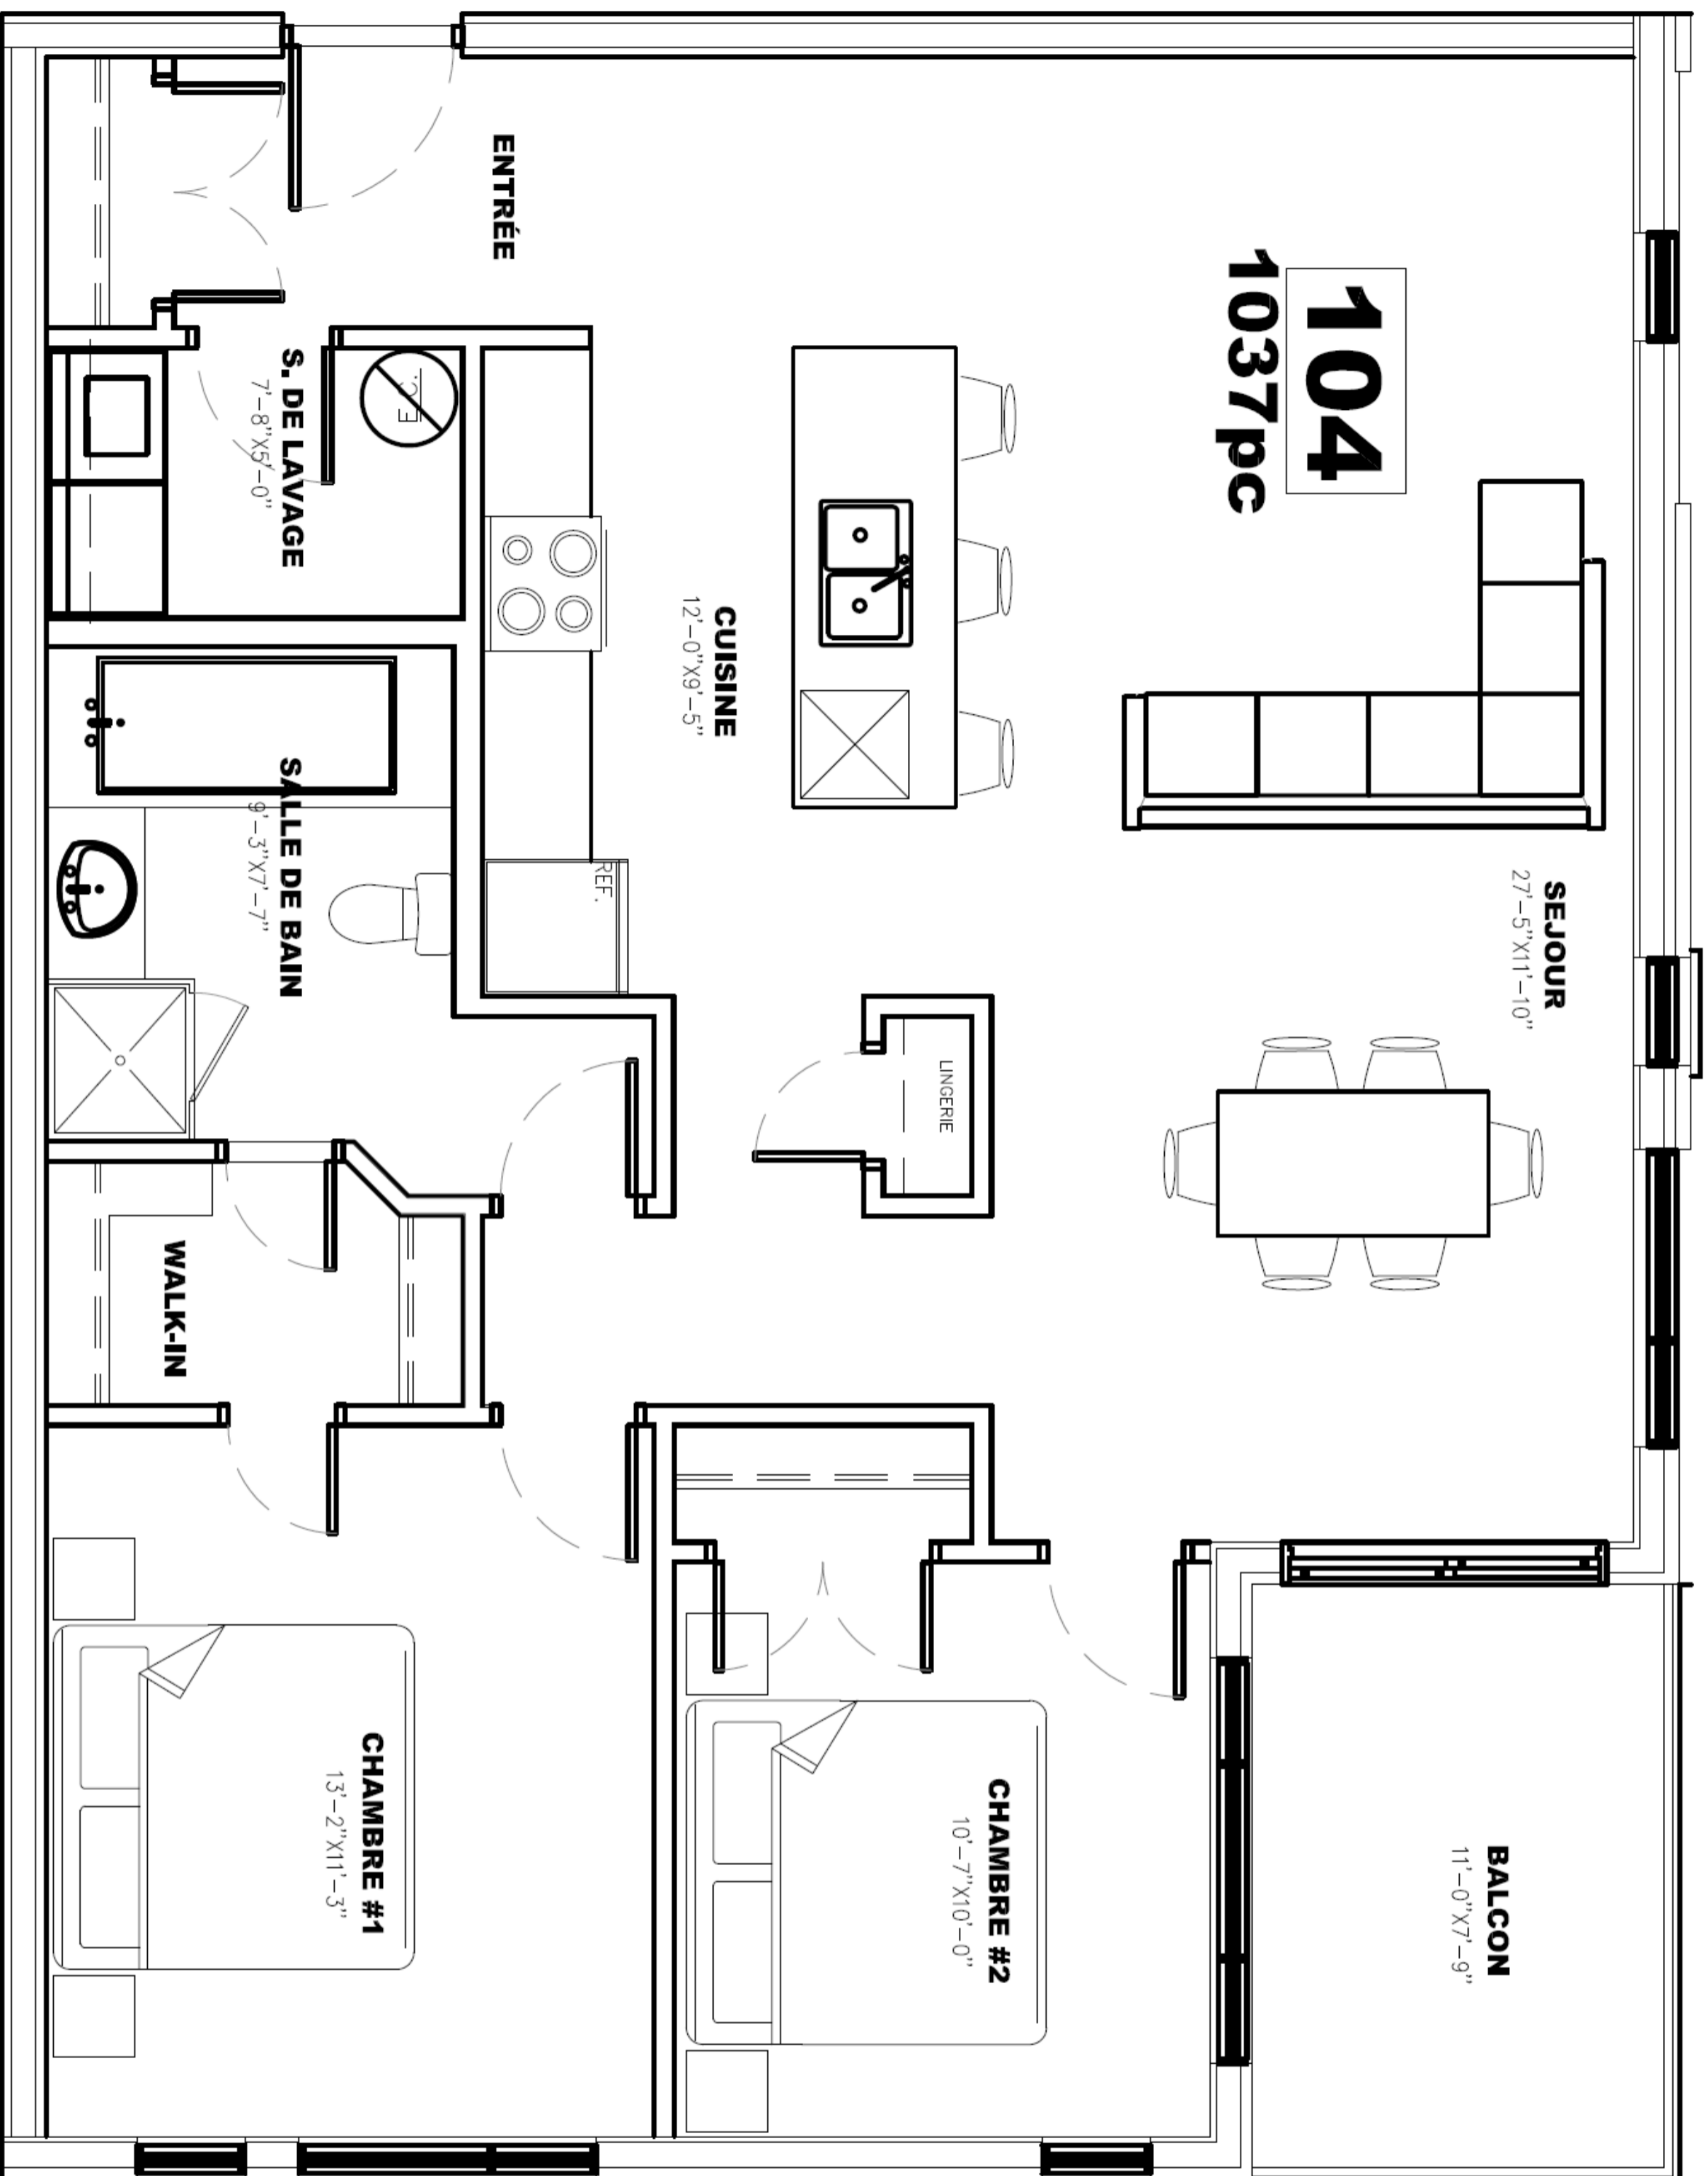 BALCON
11'-0"X7'-9"
SEJOUR
27'-5"X11'-10"
104
1037pc
CHAMBRE #2
10'-7"X10'-0"
LINGERIE
CUISINE
12'-0"X9'-5"
REF.
ENTRÉE
E.C.
CHAMBRE #1
13'-2"X11'-3"
S. DE LAVAGE
7'-8"X5'-0"
SALLE DE BAIN
9'-3"X7'-7"
WALK-IN